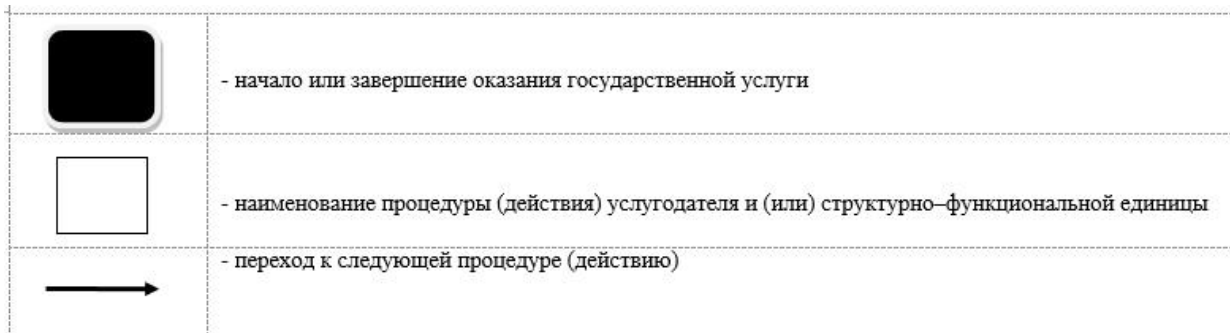 - начало или завершение оказания государственной услуги
- наименование процедуры (действия) услугодателя и (или) структурно–функциональной единицы
- переход к следующей процедуре (действию)